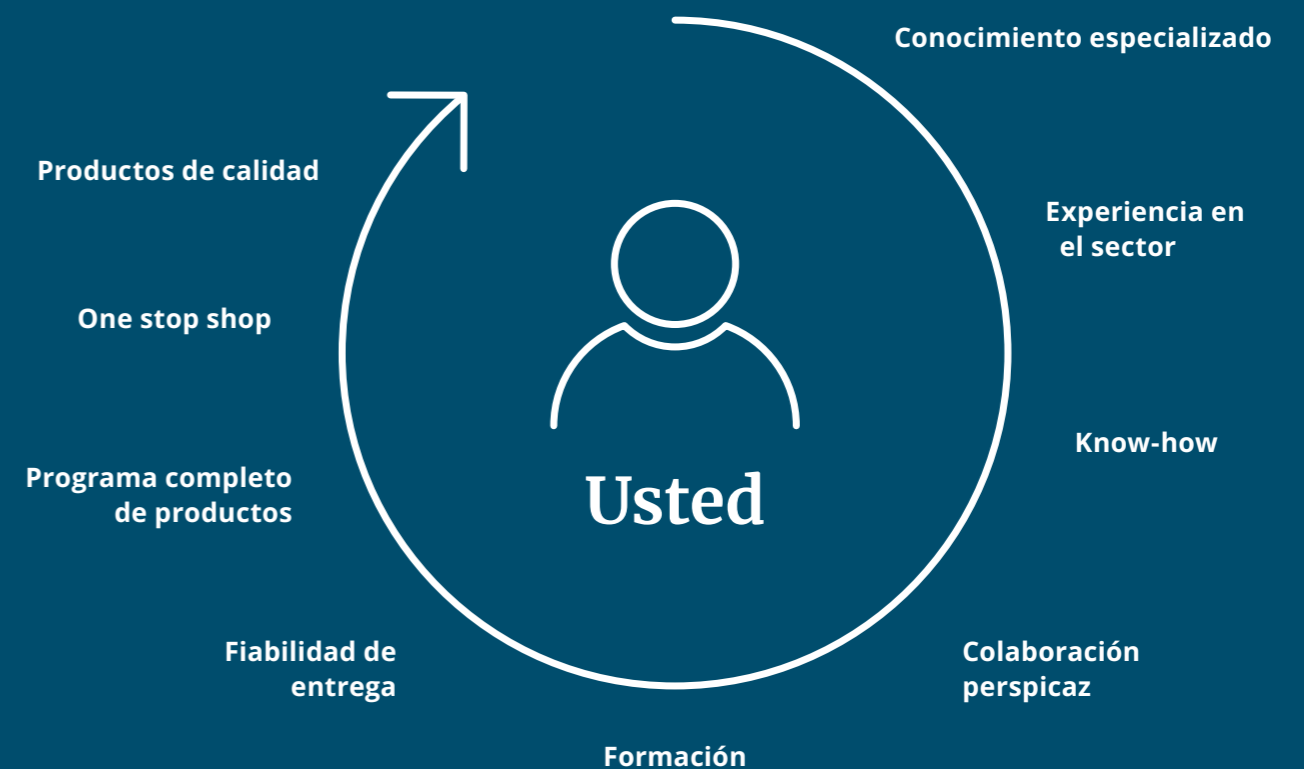 Conocimiento especializado
Experiencia en
el sector
Know-how
Colaboración
perspicaz
Formación
Fiabilidad de
entrega
Programa completo
de productos
One stop shop
Productos de calidad
Usted